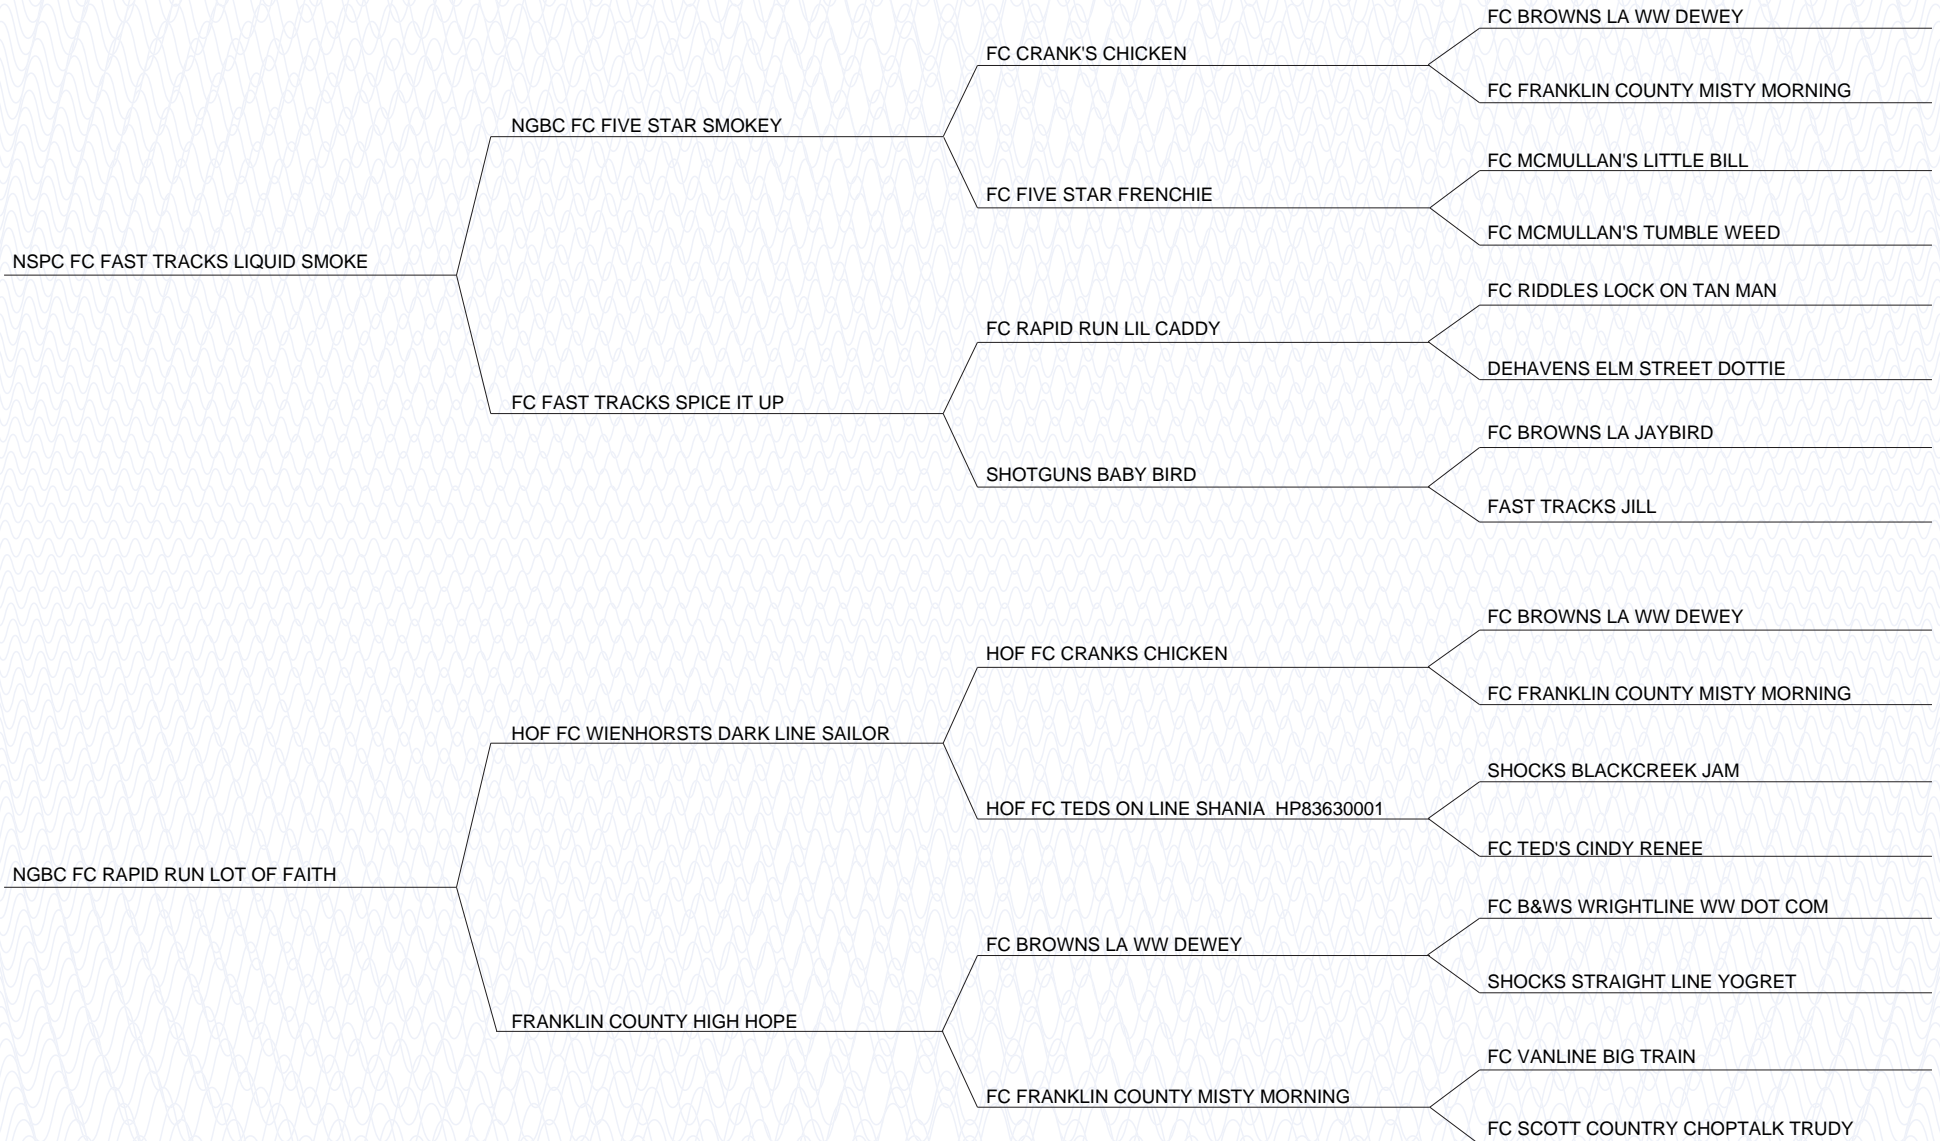 FC BROWNS LA WW DEWEY
FC CRANK'S CHICKEN
FC FRANKLIN COUNTY MISTY MORNING
NGBC FC FIVE STAR SMOKEY
FC MCMULLAN'S LITTLE BILL
FC FIVE STAR FRENCHIE
FC MCMULLAN'S TUMBLE WEED
NSPC FC FAST TRACKS LIQUID SMOKE
FC RIDDLES LOCK ON TAN MAN
FC RAPID RUN LIL CADDY
DEHAVENS ELM STREET DOTTIE
FC FAST TRACKS SPICE IT UP
FC BROWNS LA JAYBIRD
SHOTGUNS BABY BIRD
FAST TRACKS JILL
FC BROWNS LA WW DEWEY
HOF FC CRANKS CHICKEN
FC FRANKLIN COUNTY MISTY MORNING
HOF FC WIENHORSTS DARK LINE SAILOR
SHOCKS BLACKCREEK JAM
HOF FC TEDS ON LINE SHANIA  HP83630001
FC TED'S CINDY RENEE
NGBC FC RAPID RUN LOT OF FAITH
FC B&WS WRIGHTLINE WW DOT COM
FC BROWNS LA WW DEWEY
SHOCKS STRAIGHT LINE YOGRET
FRANKLIN COUNTY HIGH HOPE
FC VANLINE BIG TRAIN
FC FRANKLIN COUNTY MISTY MORNING
FC SCOTT COUNTRY CHOPTALK TRUDY